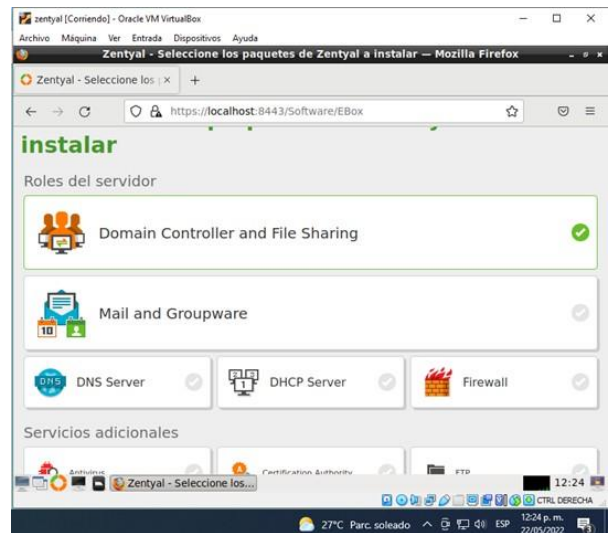 zentyal [Corriendo] - Oracle VM VirtualBox
Archivo Máquina Ver Entrada Dispositivos Ayuda
Zentyal - Seleccione los paquetes de Zentyal a instalar — Mozilla Firefox
Zentyal - Seleccione los
https://localhost:8443/Software/EBox
instalar
Roles del servidor
Domain Controller and File Sharing
10
Mail and Groupware
DNS
DNS Server
1
DHCP Server
Firewall
Servicios adicionales
Antivirus
Certification Authority
FTP
Zentyal - Seleccione los...
12:24
CTRL DERECHA
27°C Parc. soleado
ESP
12:24 p. m.
22/05/2022